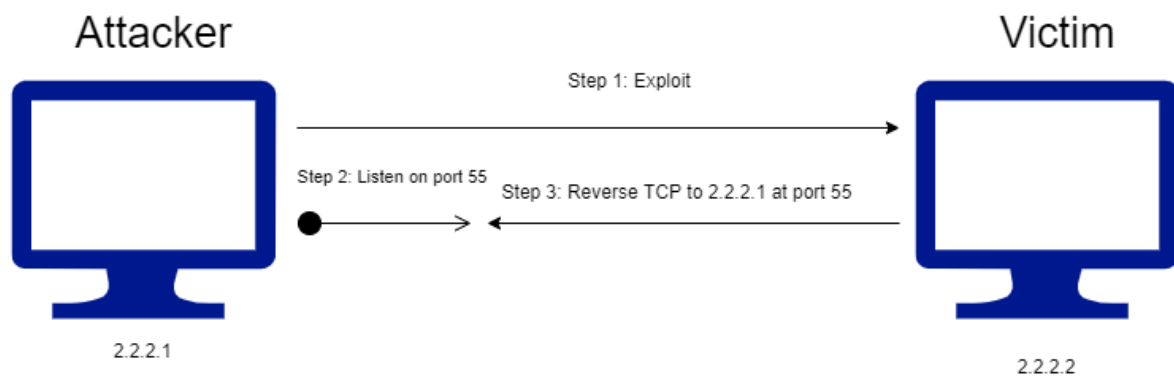 Attacker
Victim
Step 1: Exploit
Step 2: Listen on port 55
Step 3: Reverse TCP to 2.2.2.1 at port 55
2.2.2.1
2.2.2.2